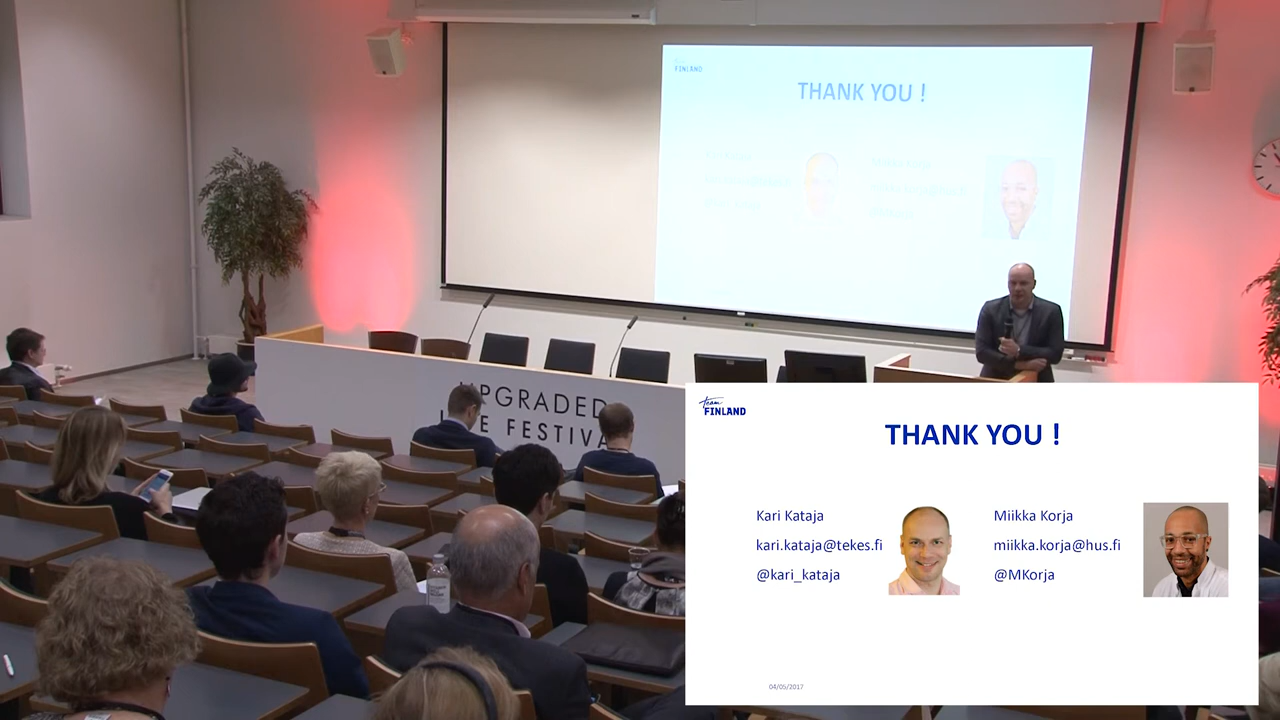 FINLAND
THANK YOU !
UPGRADED
team
FINLAND
THANK YOU !
Kari Kataja
kari.kataja@tekes.fi
@kari_kataja
Miikka Korja
miikka.korja@hus.fi
@MKorja
04/05/2017